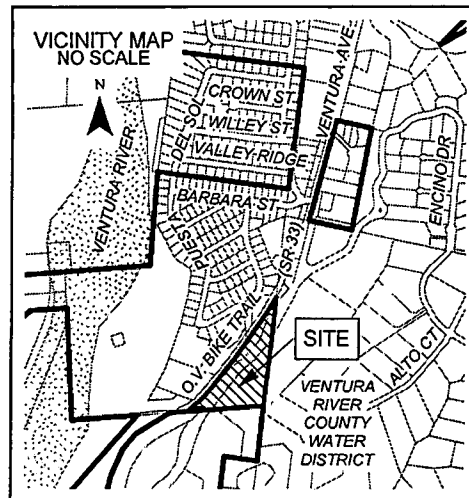 VICINITY MAP
NO SCALE
N
CROWN ST.
WILLEY ST.
VALLEY RIDGE
BARBARA ST.
DEL SOL
PUESTA
VENTURA RIVER
VENTURA AVE.
(SR 33)
ENCINO DR
O.V. BIKE TRAIL
SITE
ALTO CT
VENTURA
RIVER
COUNTY
WATER
DISTRICT